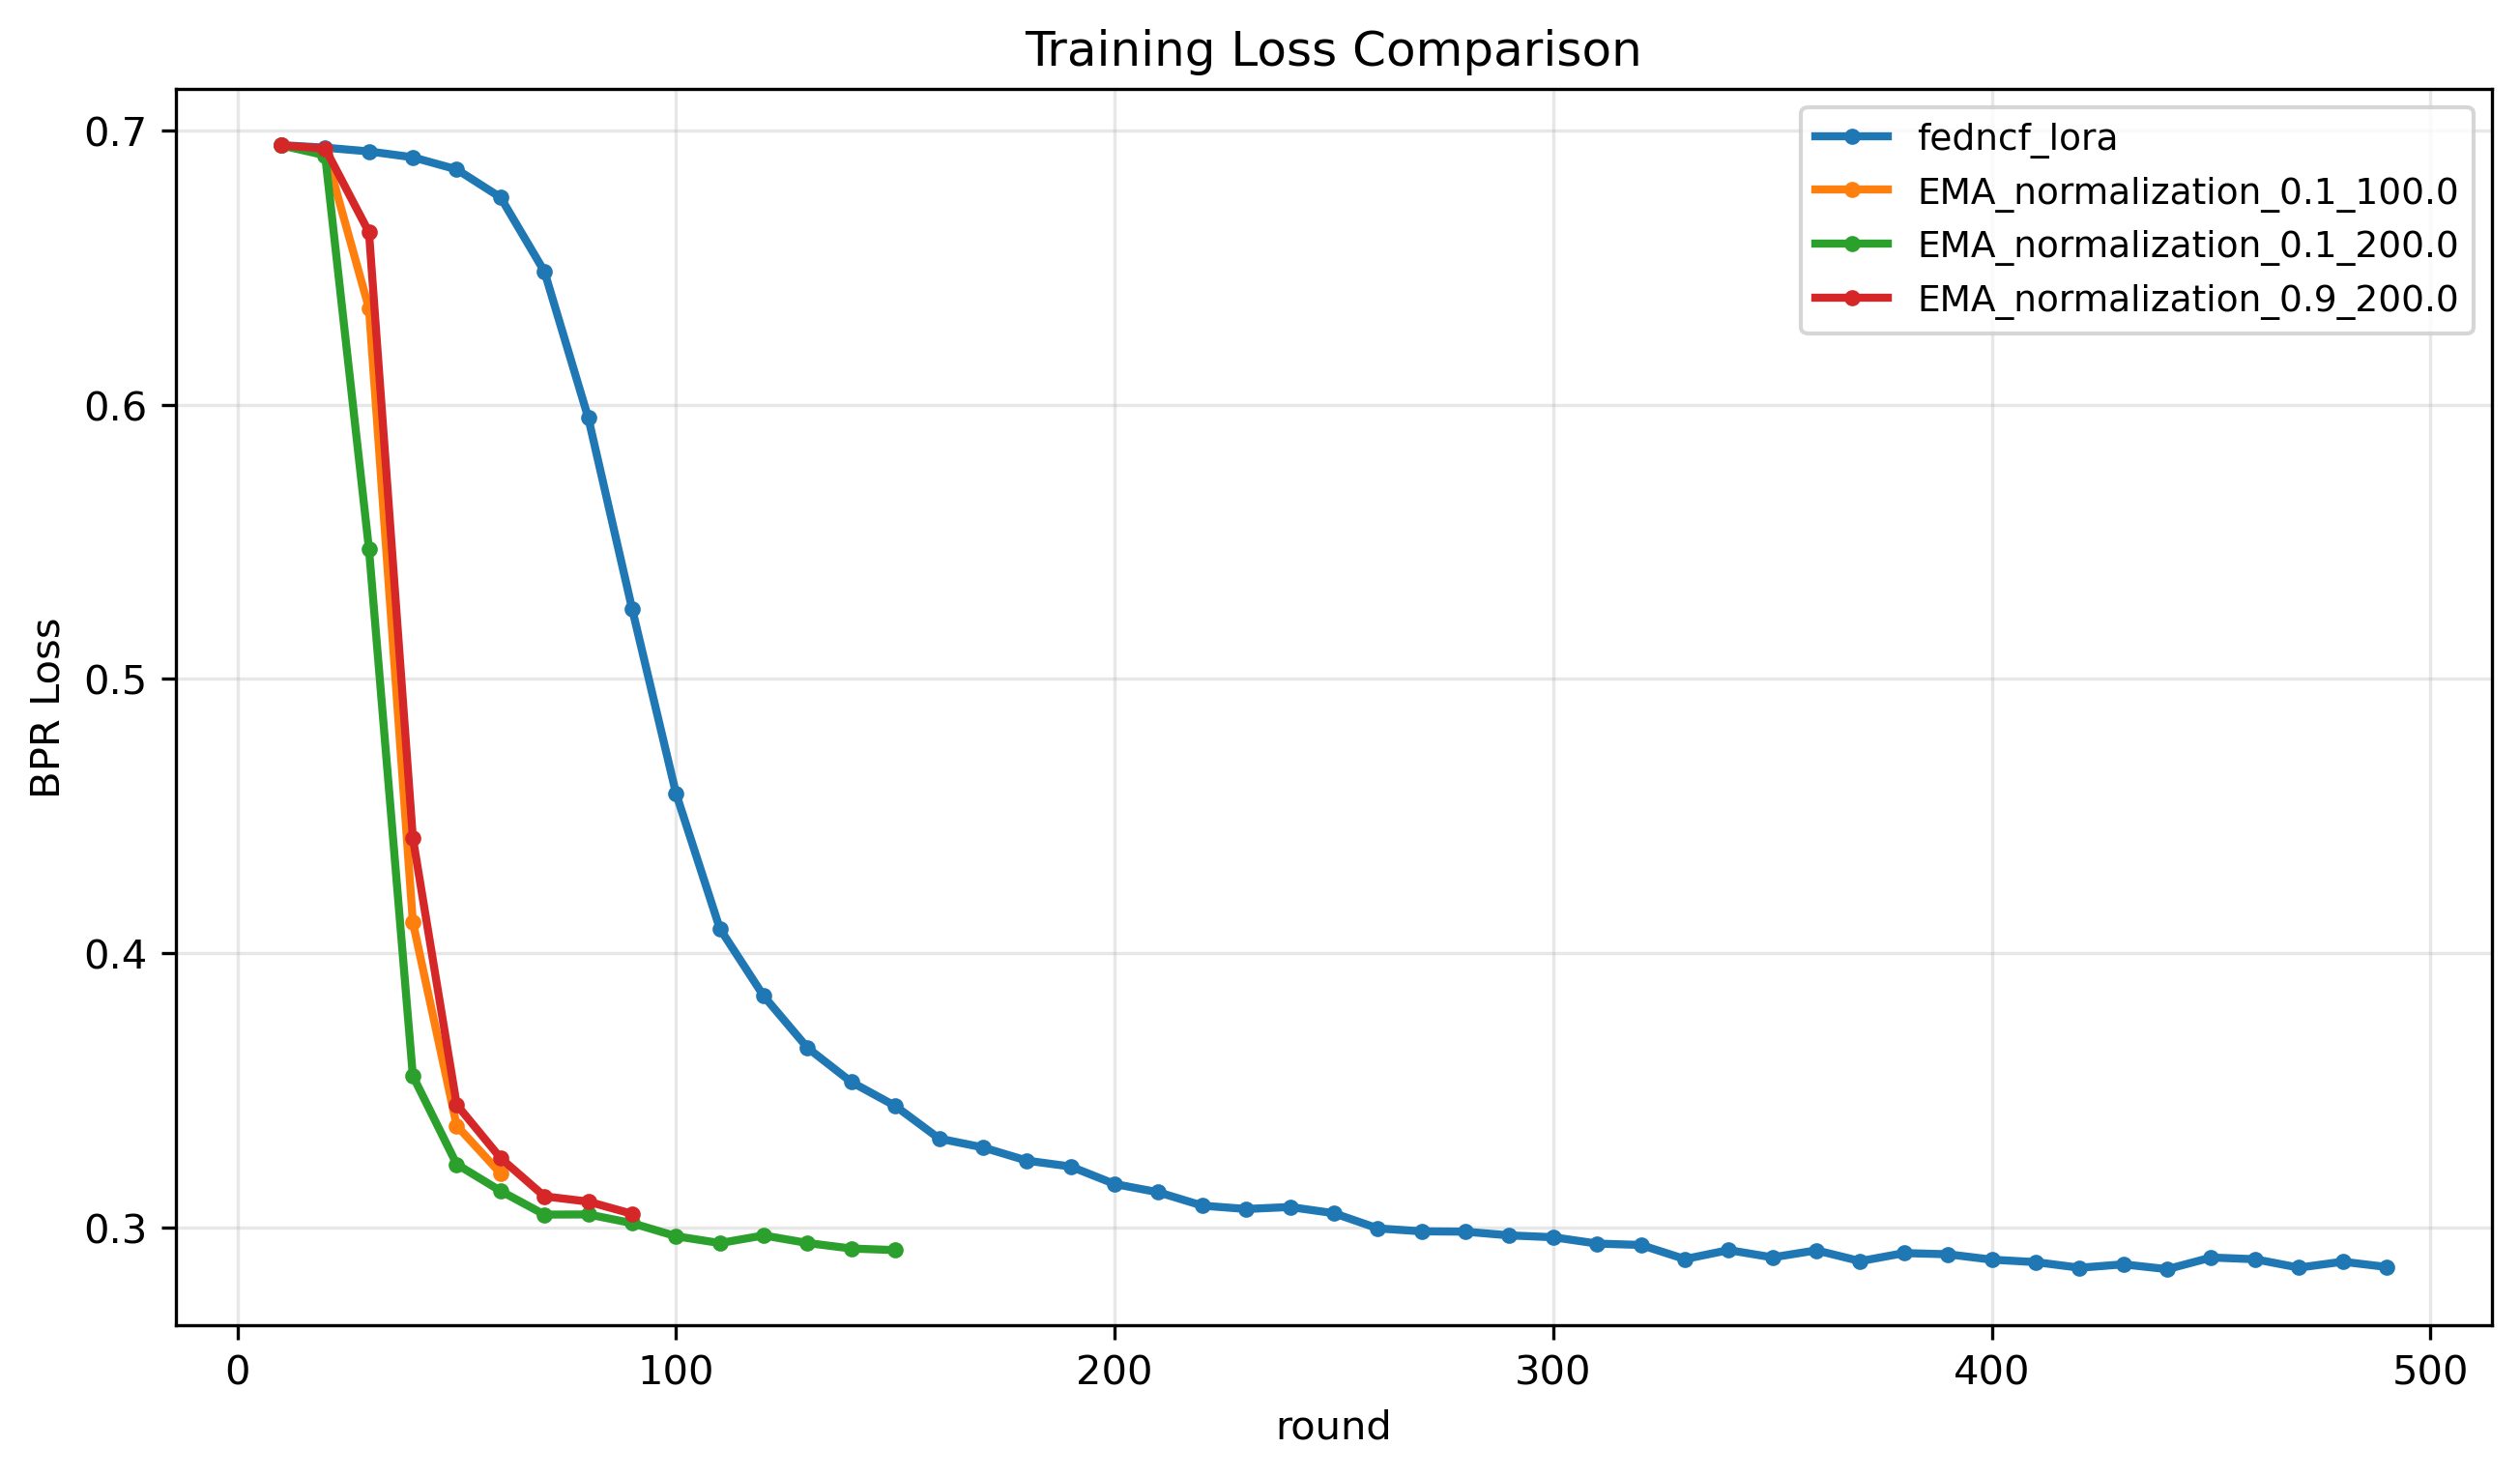 Training Loss Comparison
fedncf_lora
EMA_normalization_0.1_100.0
EMA_normalization_0.1_200.0
EMA_normalization_0.9_200.0
BPR Loss
0.7
0.6
0.5
0.4
0.3
0
100
200
300
400
500
round